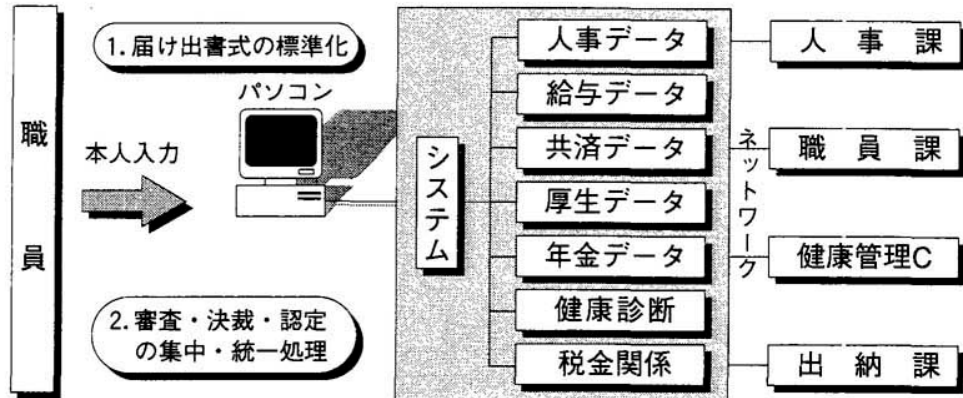 職員
1. 届け出書式の標準化
パソコン
本人入力
2. 審査・決裁・認定
の集中・統一処理
システム
人事データ
給与データ
共済データ
厚生データ
年金データ
健康診断
税金関係
ネットワーク
人事課
職員課
健康管理C
出納課